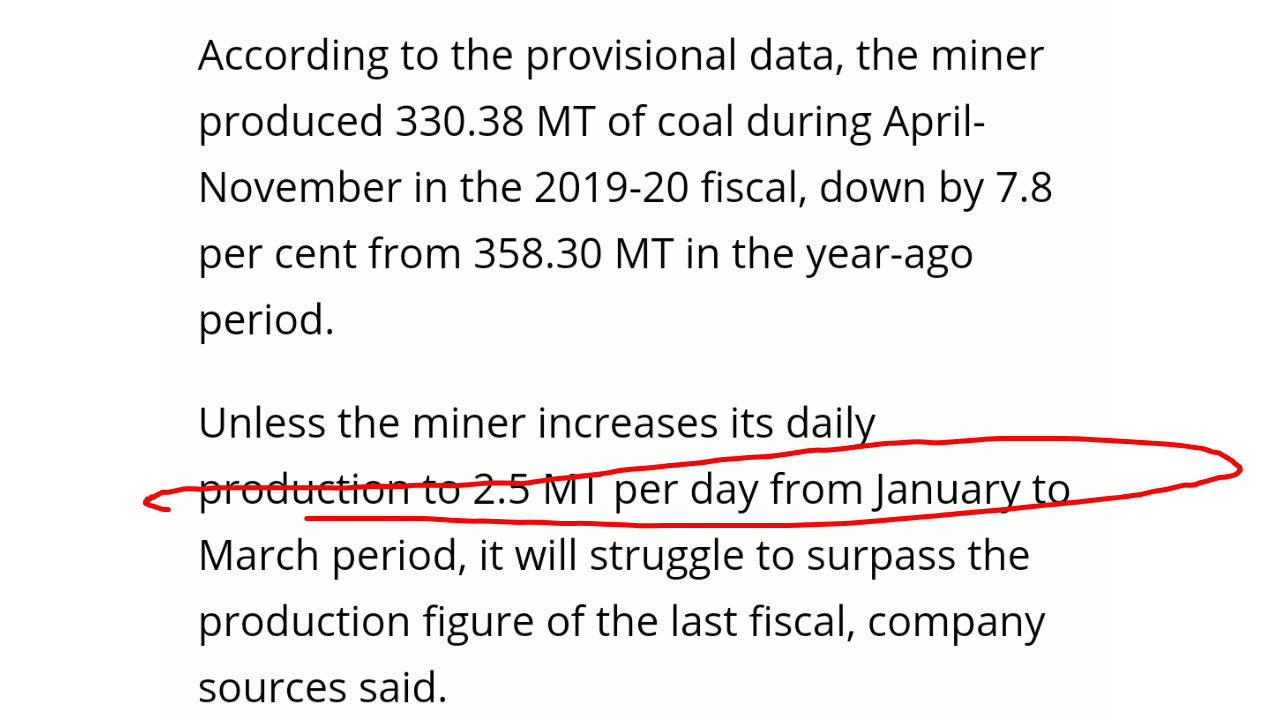 According to the provisional data, the miner
produced 330.38 MT of coal during April-
November in the 2019-20 fiscal, down by 7.8
per cent from 358.30 MT in the year-ago
period.
Unless the miner increases its daily
production to 2.5 MT per day from January to
March period, it will struggle to surpass the
production figure of the last fiscal, company
sources said.